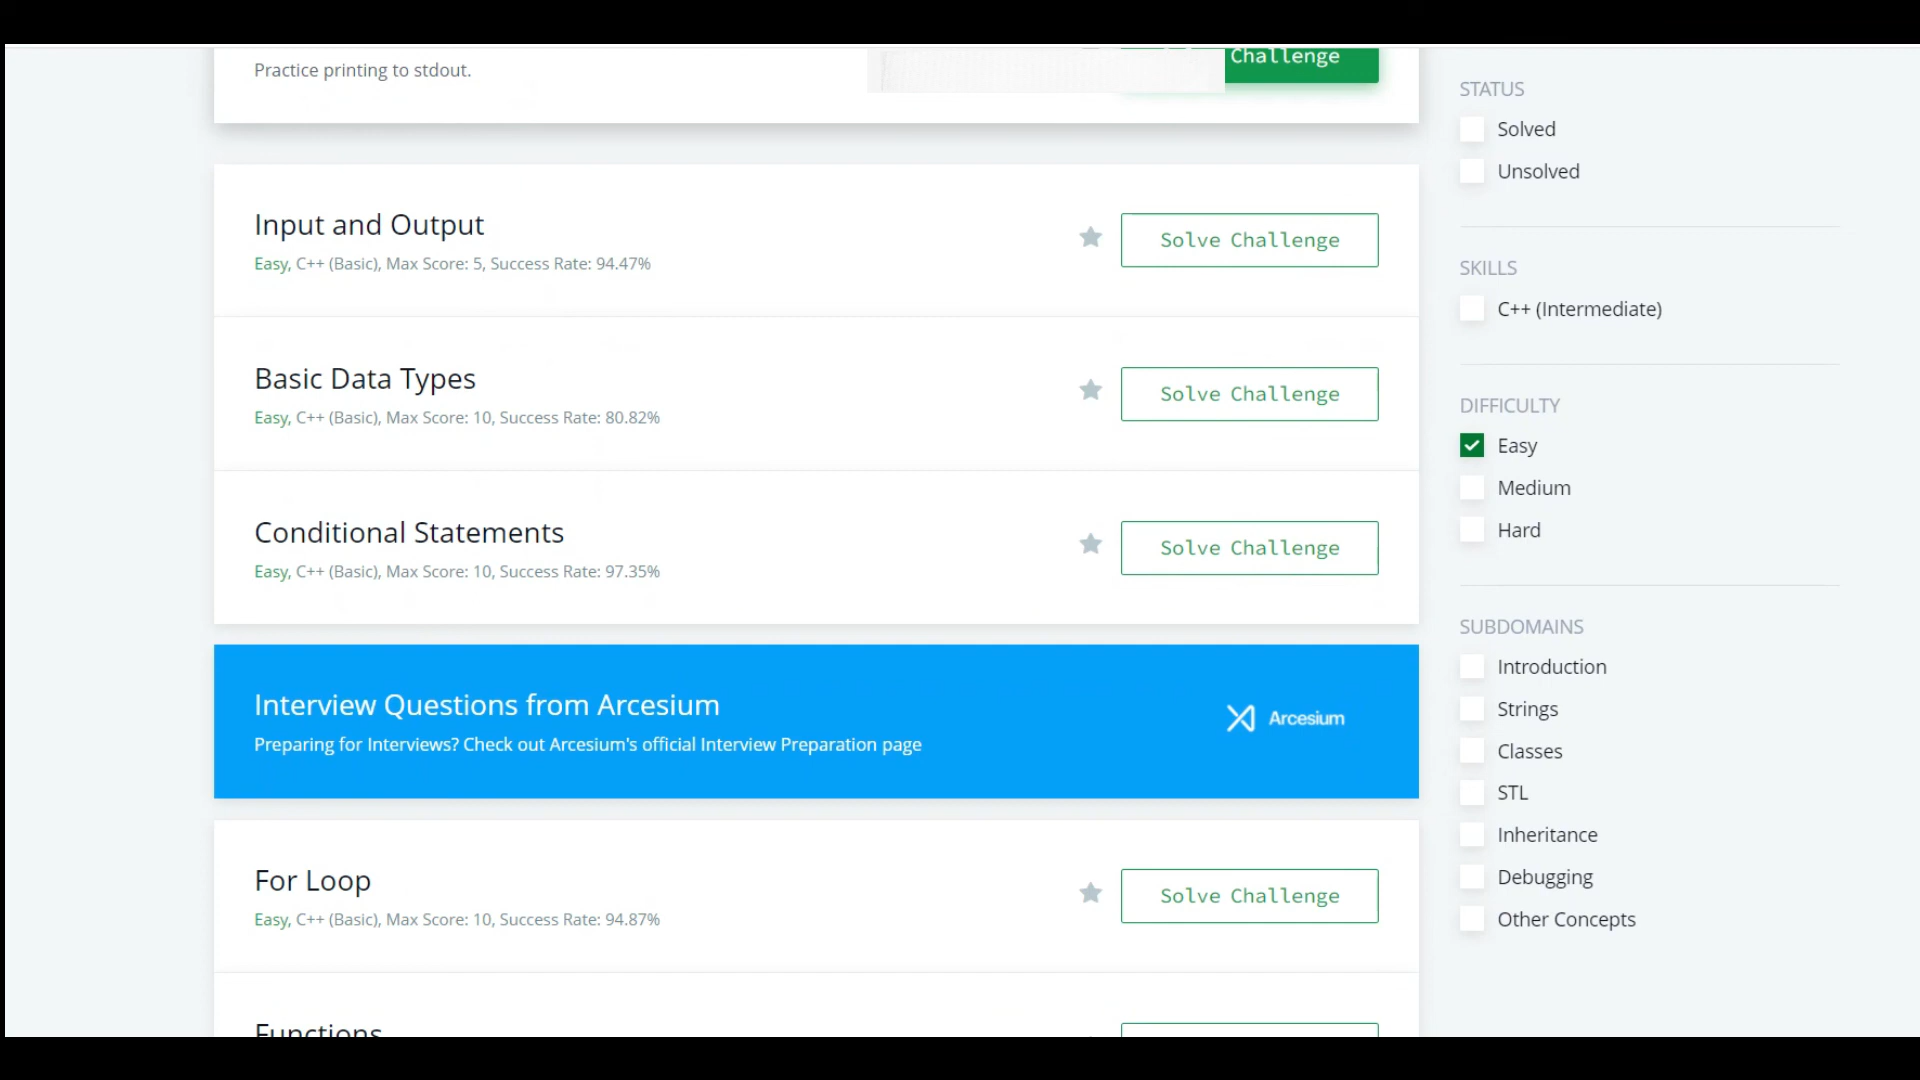 Practice printing to stdout.
Challenge
Input and Output
Easy, C++ (Basic), Max Score: 5, Success Rate: 94.47%
Solve Challenge
Basic Data Types
Easy, C++ (Basic), Max Score: 10, Success Rate: 80.82%
Solve Challenge
Conditional Statements
Easy, C++ (Basic), Max Score: 10, Success Rate: 97.35%
Solve Challenge
Interview Questions from Arcesium
Preparing for Interviews? Check out Arcesium's official Interview Preparation page
Arcesium
For Loop
Easy, C++ (Basic), Max Score: 10, Success Rate: 94.87%
Solve Challenge
Functions
STATUS
Solved
Unsolved
SKILLS
C++ (Intermediate)
DIFFICULTY
Easy
Medium
Hard
SUBDOMAINS
Introduction
Strings
Classes
STL
Inheritance
Debugging
Other Concepts